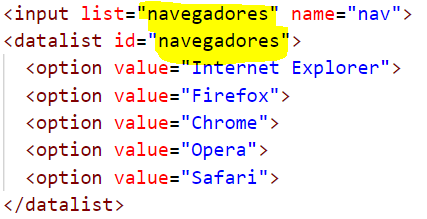 <input list="navegadores" name="nav">
<datalist id="navegadores">
<option value="Internet Explorer">
<option value="Firefox">
<option value="Chrome">
<option value="Opera">
<option value="Safari">
</datalist>